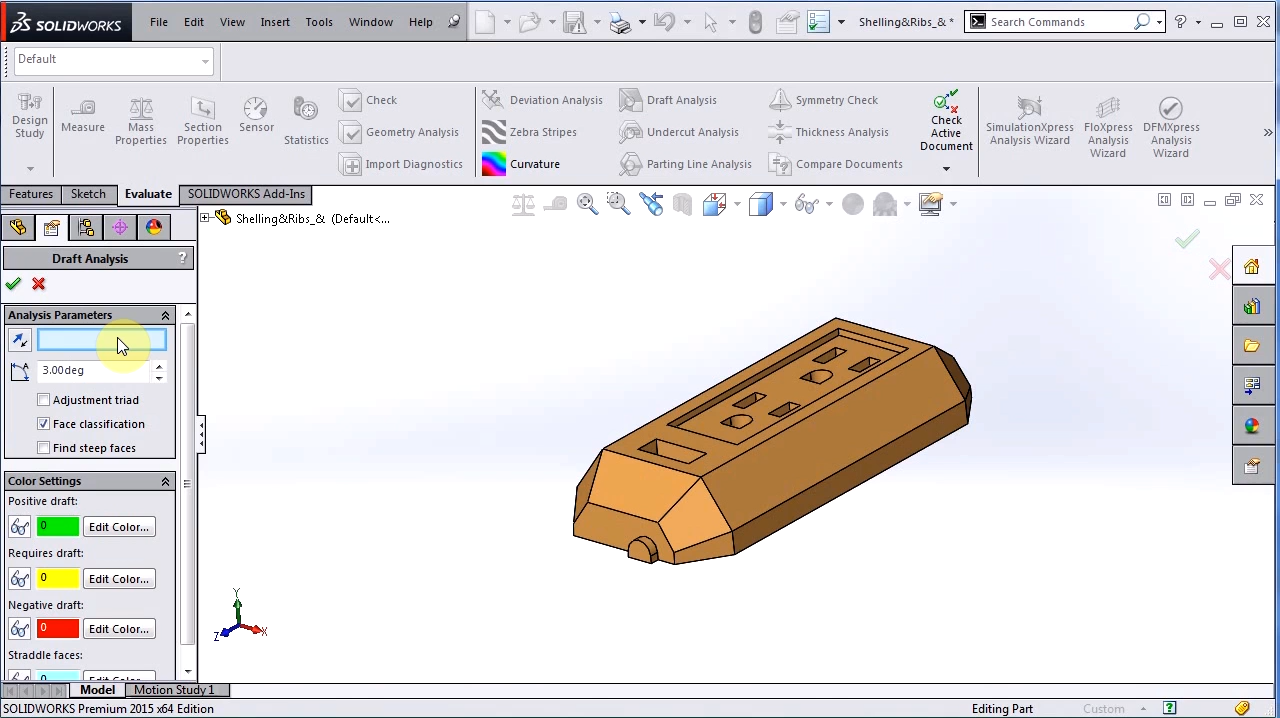 SOLIDWORKS File Edit View Insert Tools Window Help Shelling&Ribs_& * Search Commands ?
Default
Design Study Measure Mass Properties Section Properties Sensor Statistics
Check
Geometry Analysis
Import Diagnostics
Deviation Analysis
Zebra Stripes
Curvature
Draft Analysis
Undercut Analysis
Parting Line Analysis
Symmetry Check
Thickness Analysis
Compare Documents
Check Active Document
SimulationXpress Analysis Wizard
FloXpress Analysis Wizard
DFMXpress Analysis Wizard
Features Sketch Evaluate SOLIDWORKS Add-Ins
Shelling&Ribs_& (Default<...
Draft Analysis ?
Analysis Parameters
3.00deg
Adjustment triad
Face classification
Find steep faces
Color Settings
Positive draft:
0 Edit Color...
Requires draft:
0 Edit Color...
Negative draft:
0 Edit Color...
Straddle faces:
Y
X
Z
Model Motion Study 1
SOLIDWORKS Premium 2015 x64 Edition Editing Part Custom ?